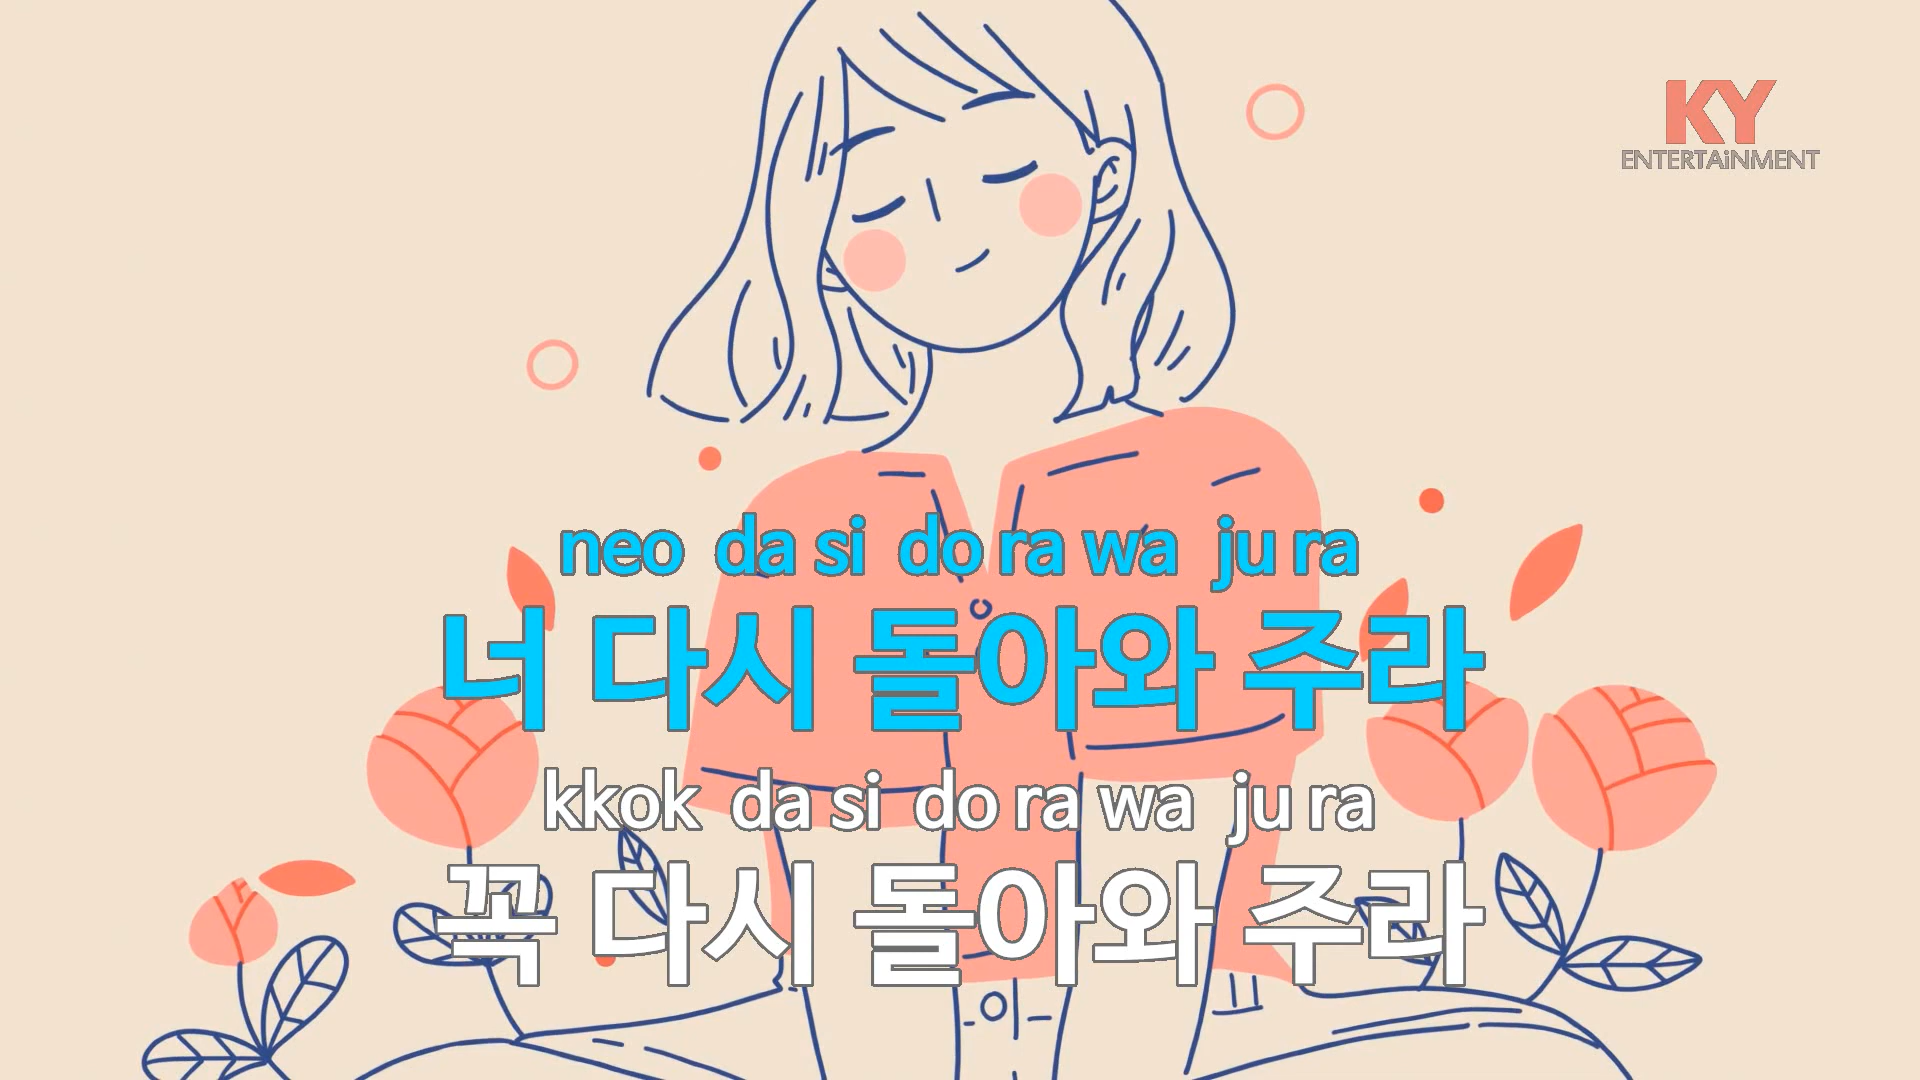 KY
ENTERTAiNMENT
neo da si do ra wa ju ra
너 다시 돌아와 주라
kkok da si do ra wa ju ra
꼭 다시 돌아와 주라